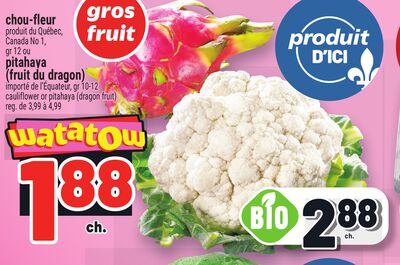 chou-fleur
produit du Québec,
Canada No 1,
gr 12 ou
pitahaya
(fruit du dragon)
importé de l'Équateur, gr 10-12
cauliflower or pitahaya (dragon fruit)
reg. de 3,99 à 4,99
gros
fruit
produit
D'ICI
watatow
1 88
ch.
BIO
2 88
ch.